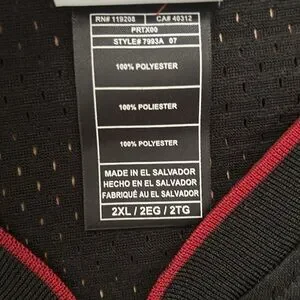 RN# 119208 CA# 40312
PRTX00
STYLE# 7993A 07
100% POLYESTER
100% POLIESTER
100% POLYESTER
MADE IN EL SALVADOR
HECHO EN EL SALVADOR
FABRIQUÉ AU EL SALVADOR
2XL / 2EG / 2TG